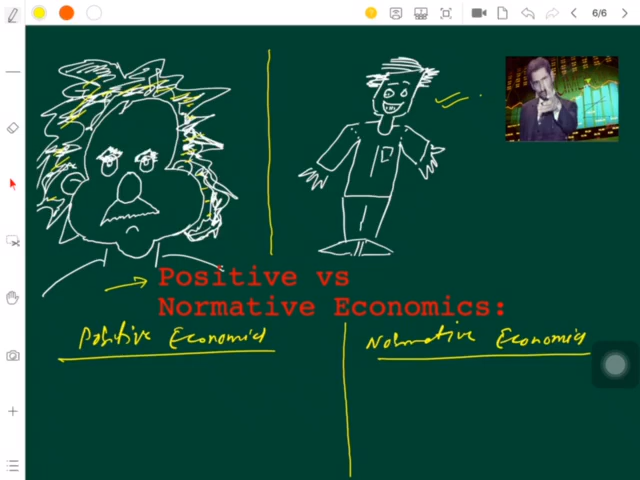 6/6
Positive vs
Normative Economics:
Positive Economics
Normative Economics